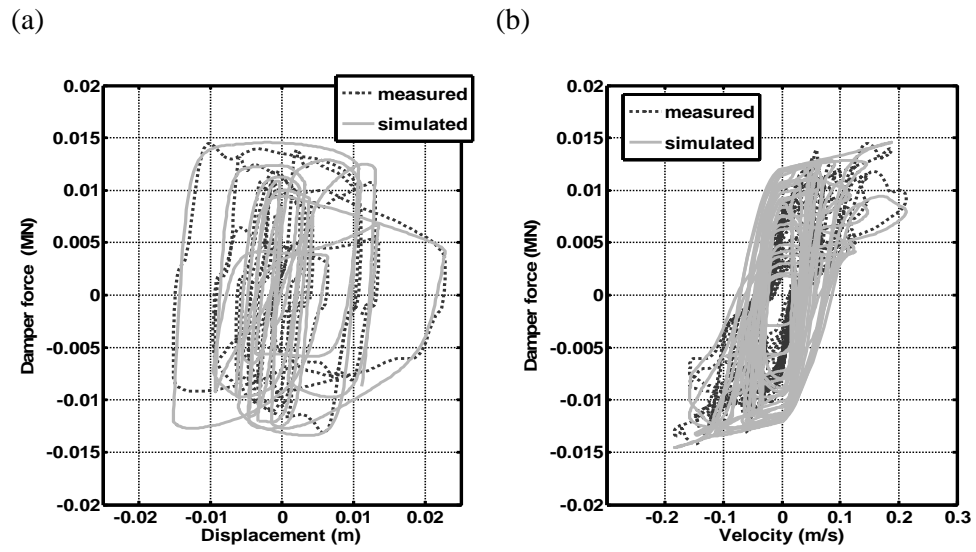 (a)
(b)
0.02
0.015
0.01
0.005
0
-0.005
-0.01
-0.015
-0.02
Damper force (MN)
-0.02 -0.01 0 0.01 0.02
Displacement (m)
measured
simulated
0.02
0.015
0.01
0.005
0
-0.005
-0.01
-0.015
-0.02
Damper force (MN)
-0.2 -0.1 0 0.1 0.2 0.3
Velocity (m/s)
measured
simulated